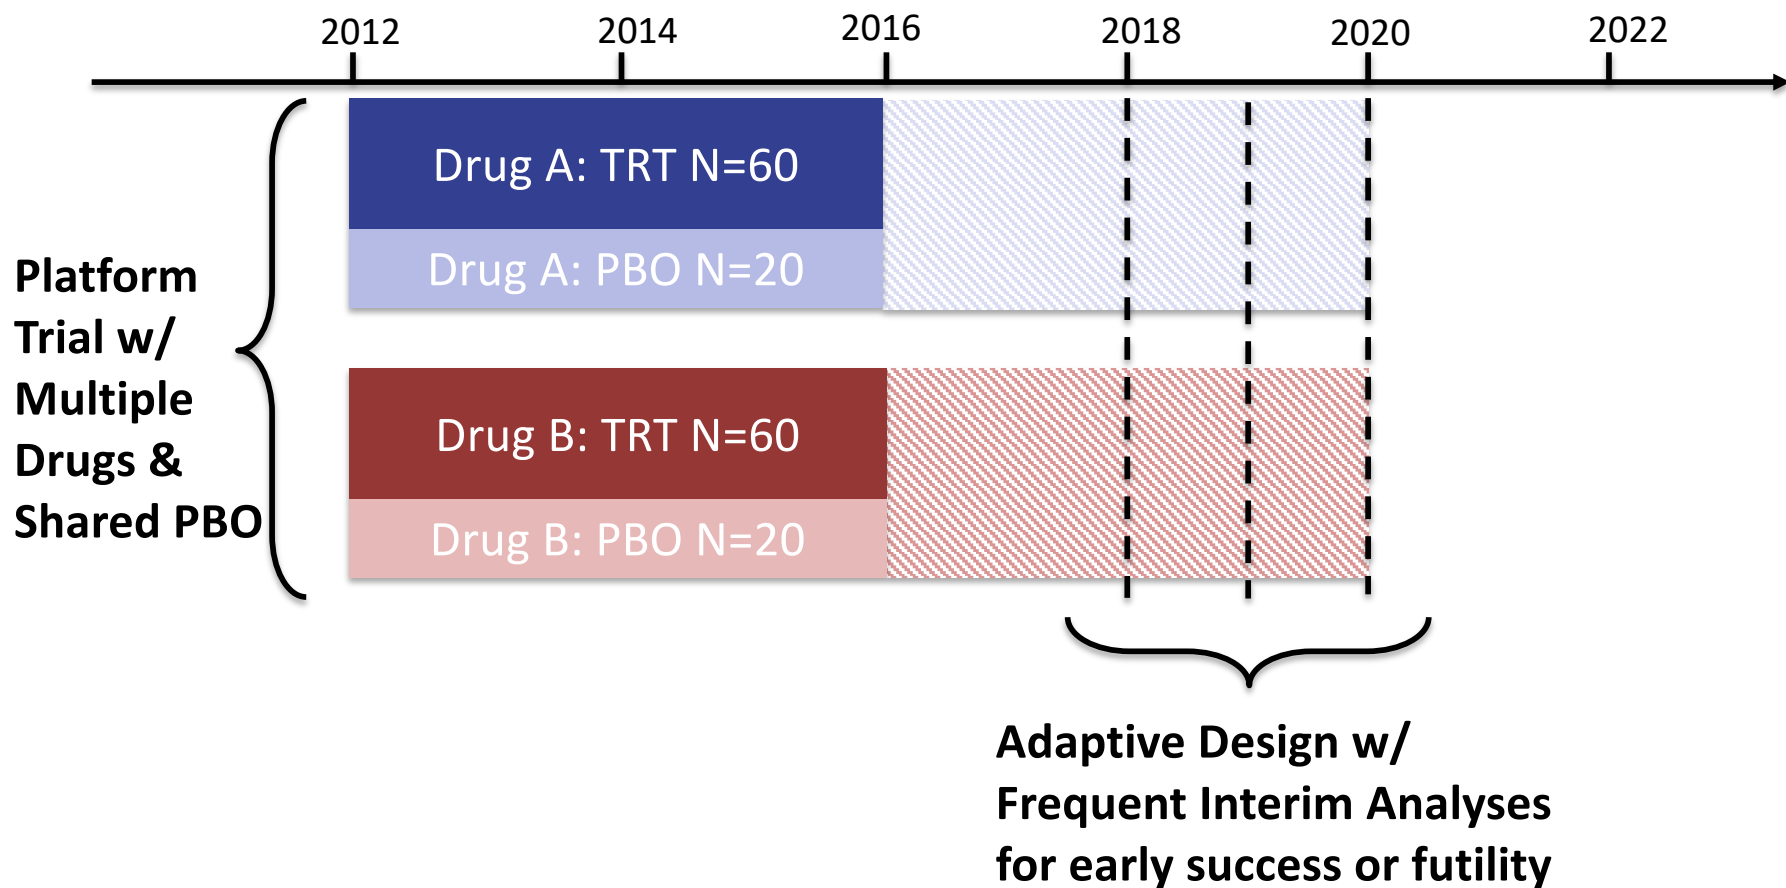 2012 2014 2016 2018 2020 2022
Drug A: TRT N=60
Drug A: PBO N=20
Platform
Trial w/
Multiple
Drugs &
Shared PBO
Drug B: TRT N=60
Drug B: PBO N=20
Adaptive Design w/
Frequent Interim Analyses
for early success or futility